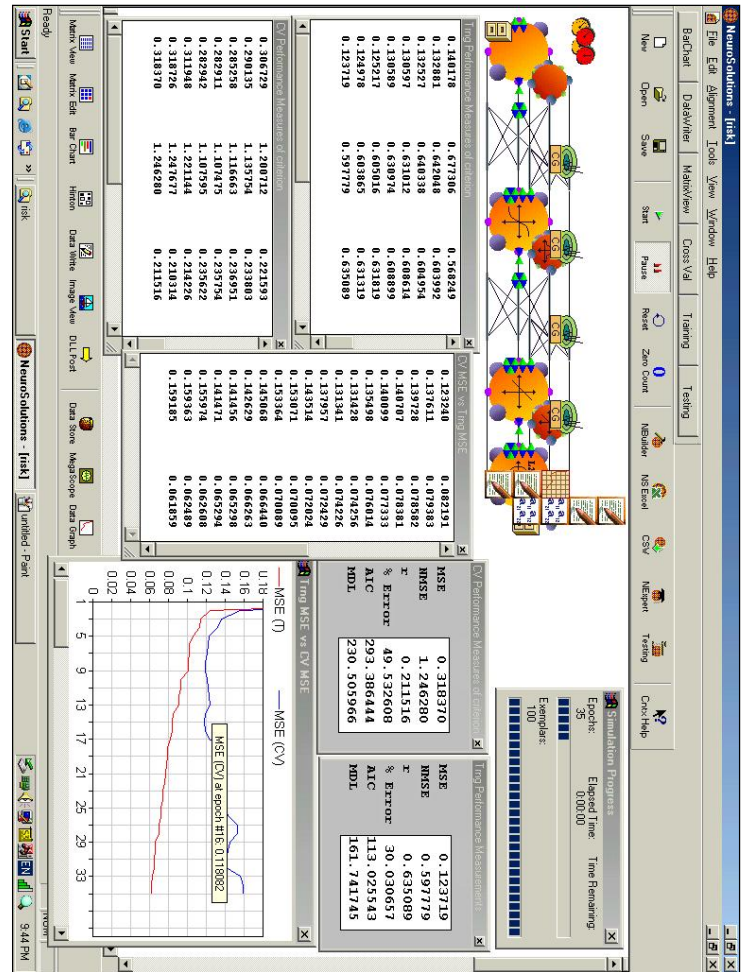 NeuroSolutions - [risk]
File Edit Alignment Tools View Window Help
BarChart DataWriter MatrixView Cross Val Training Testing
New Open Save Start Pause Reset Zero Count NBuilder NS Excel CSW NExpert Testing Cntx Help
CG CG CG
Simulation Progress
Epochs: Elapsed Time: Time Remaining:
35 0:00:00
Exemplars:
100
Trng Performance Measures of criterion
0.140178 0.677306 0.568249
0.132881 0.642048 0.603992
0.132527 0.640338 0.604954
0.130597 0.631012 0.608614
0.130589 0.630974 0.608899
0.125217 0.605016 0.631819
0.124978 0.603865 0.631319
0.123719 0.597779 0.635089
CV Performance Measures of criterion
0.306729 1.200712 0.221593
0.290135 1.135754 0.233803
0.285258 1.116663 0.236951
0.282911 1.107475 0.235754
0.282942 1.107595 0.235622
0.311948 1.221144 0.214226
0.318726 1.247677 0.210314
0.318370 1.246280 0.211516
CV MSE vs Trng MSE
0.123240 0.082191
0.137611 0.079383
0.139728 0.078582
0.140707 0.078381
0.140099 0.077333
0.135498 0.076014
0.131428 0.074256
0.131341 0.074226
0.137957 0.072429
0.143514 0.072024
0.153071 0.070095
0.153364 0.070089
0.145068 0.066440
0.142629 0.066263
0.141456 0.065298
0.141471 0.065294
0.155974 0.062608
0.159363 0.062489
0.159185 0.061859
CV Performance Measures of criterion
MSE 0.318370
NMSE 1.246280
r 0.211516
% Error 49.532608
AIC 293.386444
MDL 230.505966
Trng Performance Measurements
MSE 0.123719
NMSE 0.597779
r 0.635089
% Error 30.030657
AIC 113.025543
MDL 161.741745
Trng MSE vs CV MSE
MSE (T) MSE (CV)
0.18
0.16
0.14
0.12
0.1
0.08
0.06
0.04
0.02
0
1 5 9 13 17 21 25 29 33
MSE (CV) at epoch #16: 0.118082
Matrix View Matrix Edit Bar Chart Hinton Data Write Image View DLL Post Data Store MegaScope Data Graph
Ready
NUM
Start risk NeuroSolutions - [risk] untitled - Paint EN 9:44 PM